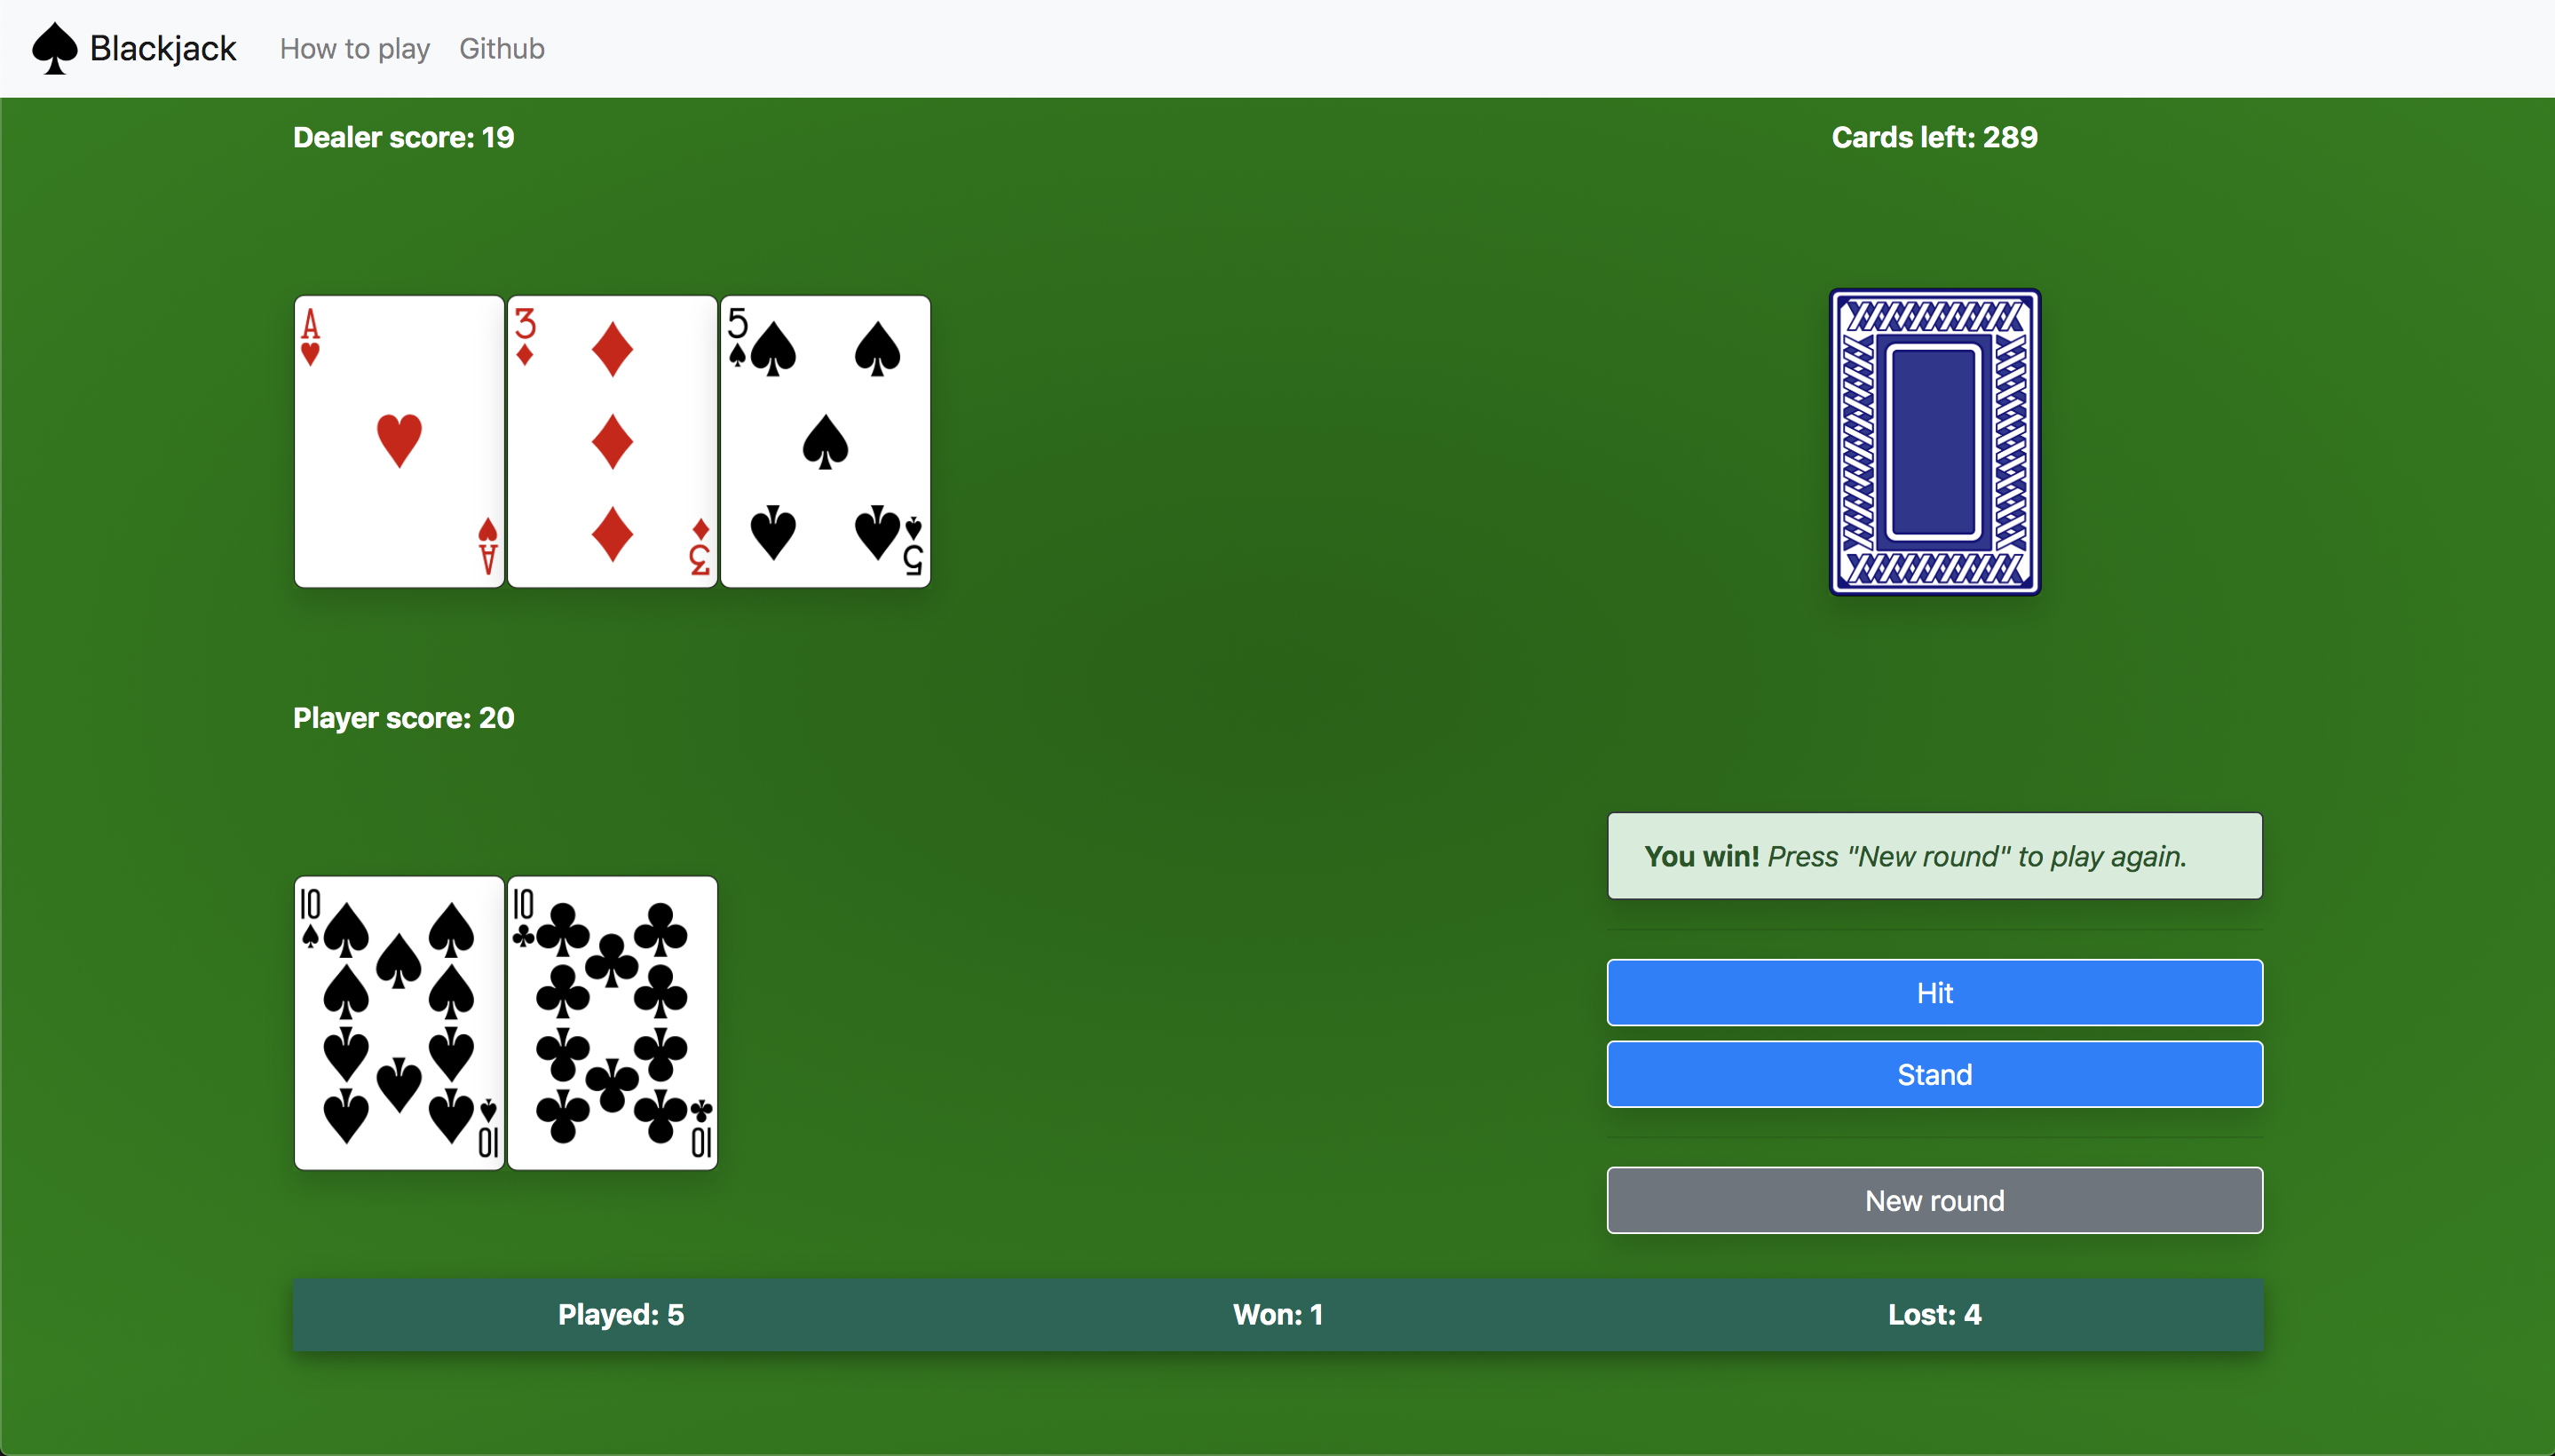 Blackjack How to play Github
Dealer score: 19
Cards left: 289
A
A
3
3
5
5
Player score: 20
10
10
10
10
You win! Press "New round" to play again.
Hit
Stand
New round
Played: 5
Won: 1
Lost: 4